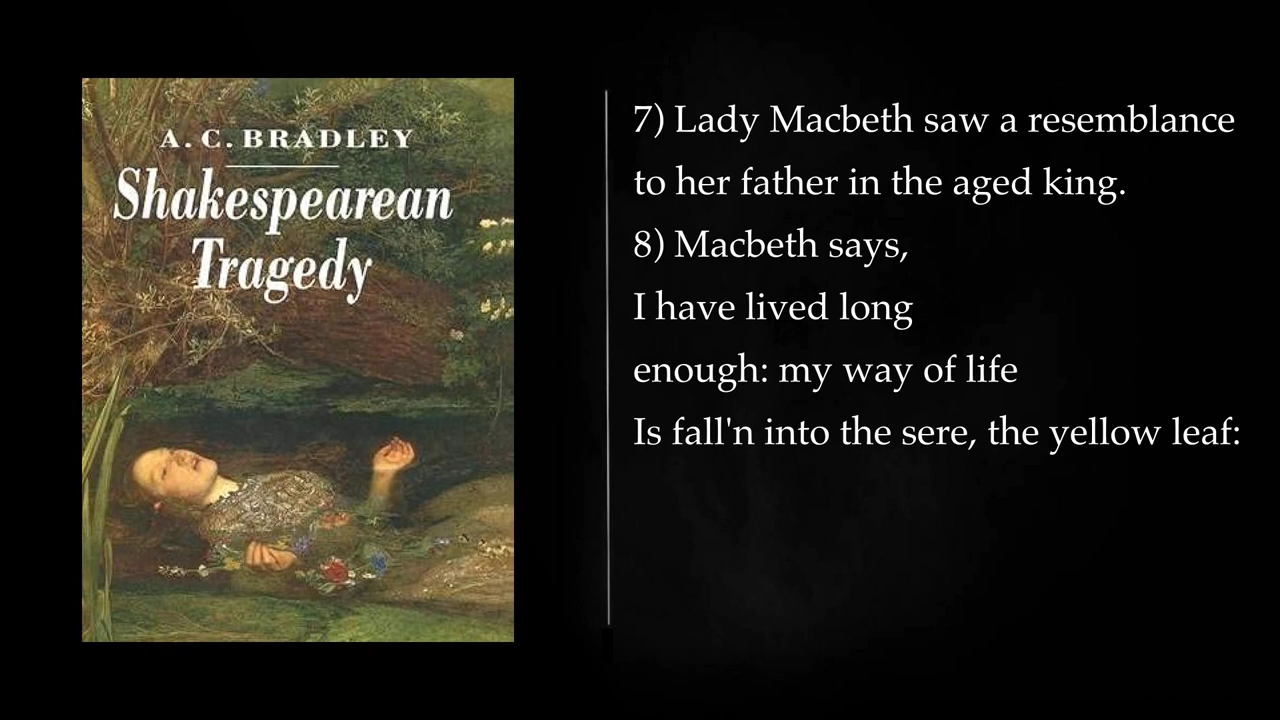 A. C. BRADLEY
Shakespearean
Tragedy
7) Lady Macbeth saw a resemblance
to her father in the aged king.
8) Macbeth says,
I have lived long
enough: my way of life
Is fall'n into the sere, the yellow leaf: